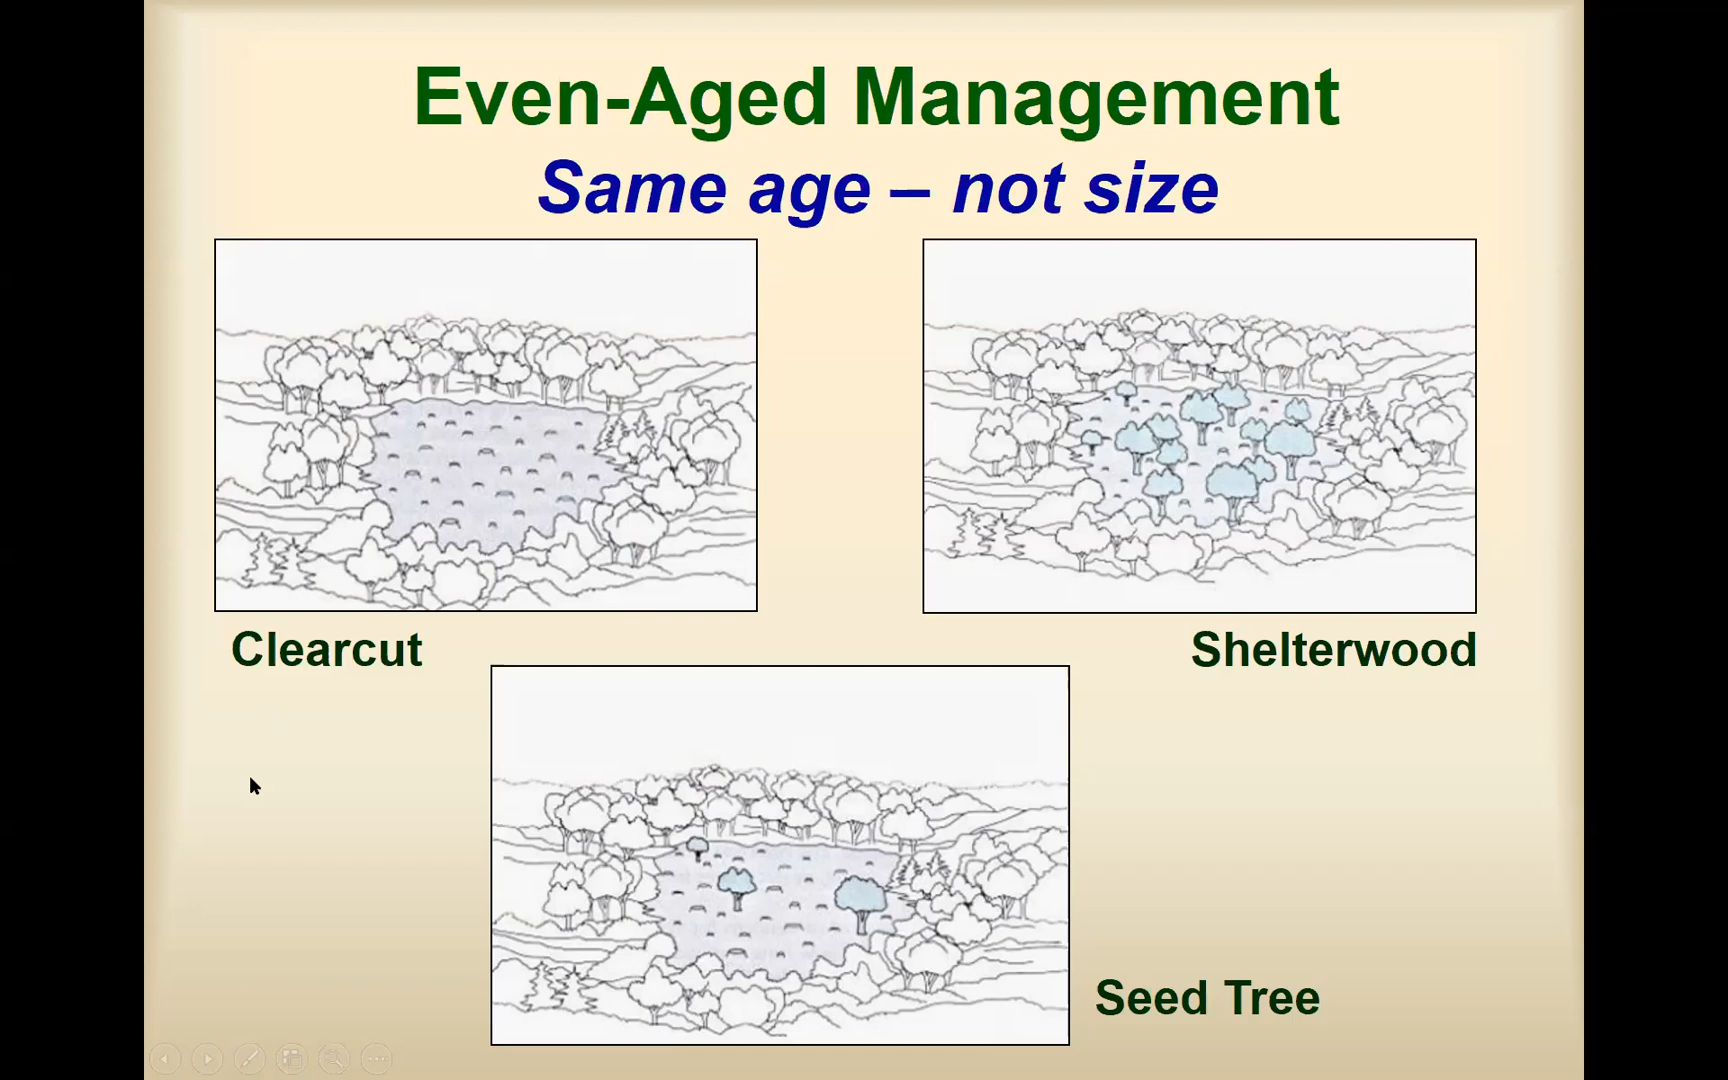 Even-Aged Management
Same age – not size
Clearcut
Shelterwood
Seed Tree